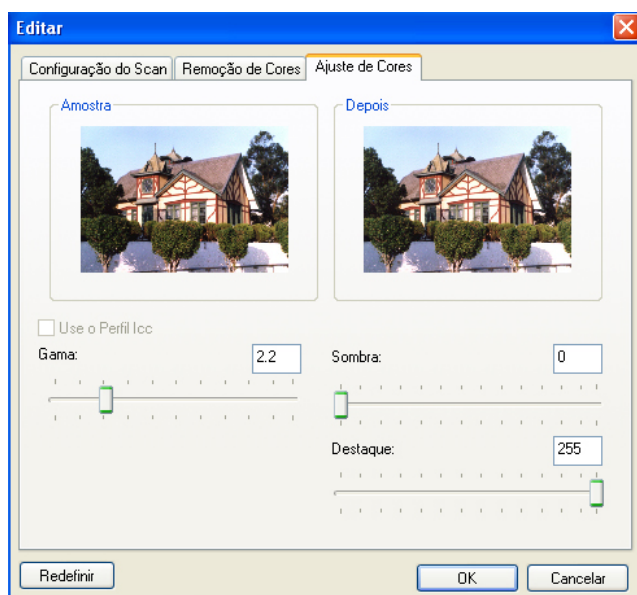 Editar
Configuração do Scan Remoção de Cores Ajuste de Cores
Amostra Depois
Use o Perfil Icc
Gama: 2.2 Sombra: 0
Destaque: 255
Redefinir OK Cancelar